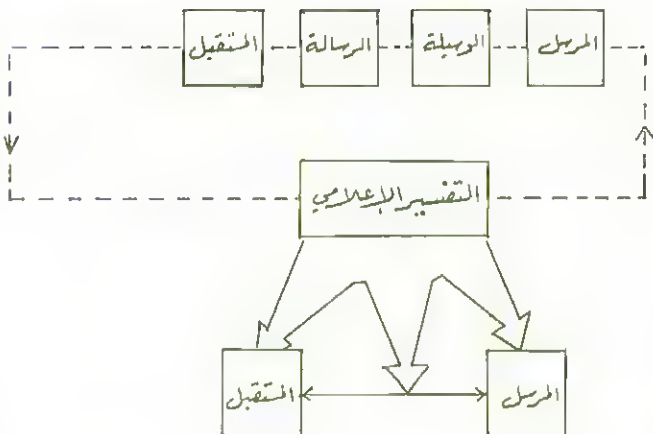 المرسل الوسيلة الرسالة المستقبل
التفسير الإعلامي
المرسل المستقبل